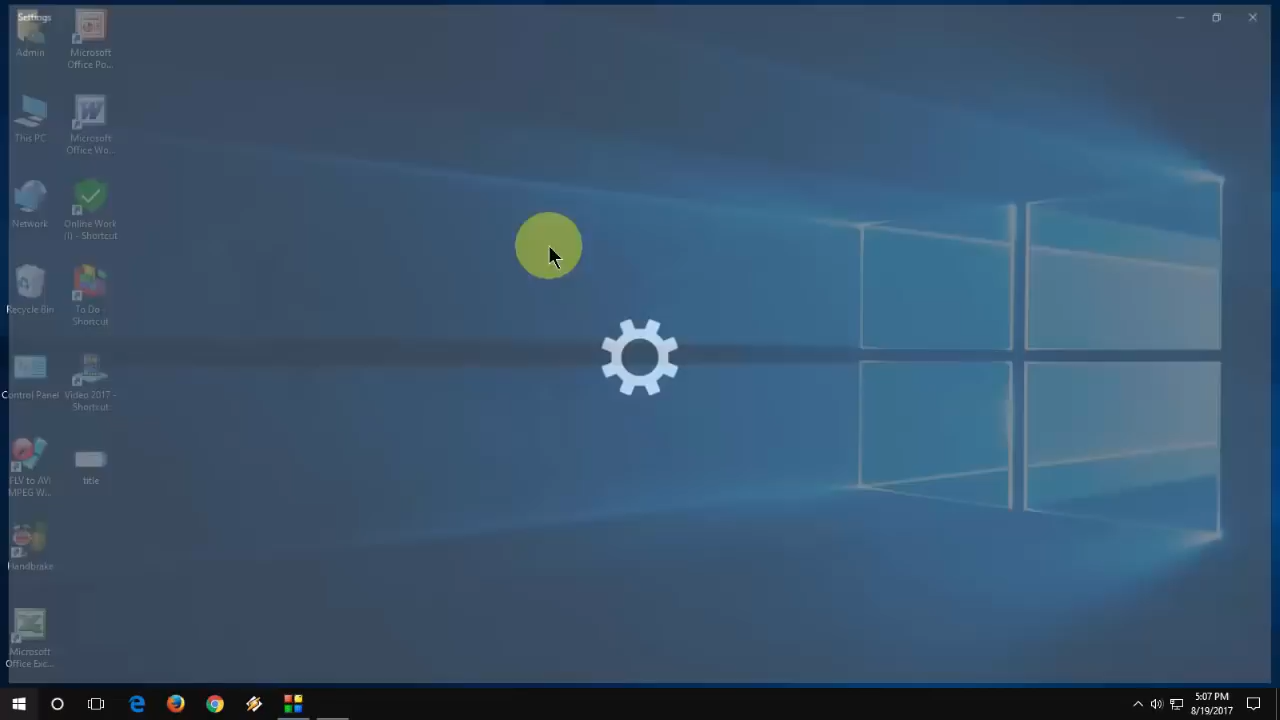 Settings
Admin
Microsoft
Office Po...
This PC
Microsoft
Office Wo...
Network
Online Work
(I) - Shortcut
Recycle Bin
To Do -
Shortcut
Control Panel
Video 2017 -
Shortcut
FLV to AVI
MPEG W...
title
Handbrake
Microsoft
Office Exc...
5:07 PM
8/19/2017